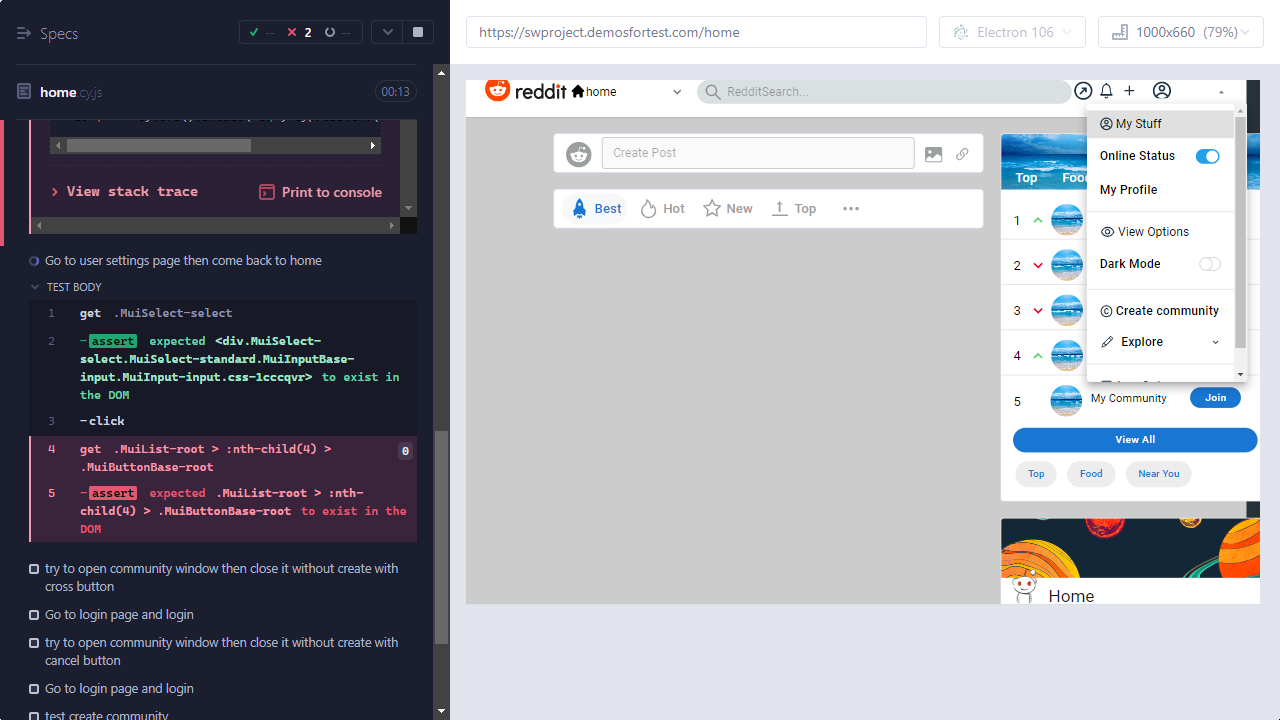 Specs
-- 2 --
home.cy.js
00:13
View stack trace
Print to console
Go to user settings page then come back to home
TEST BODY
1 get .MuiSelect-select
2 -assert expected <div.MuiSelect-
select.MuiSelect-standard.MuiInputBase-
input.MuiInput-input.css-1cccqvr> to exist in
the DOM
3 -click
4 get .MuiList-root > :nth-child(4) > 0
.MuiButtonBase-root
5 -assert expected .MuiList-root > :nth-
child(4) > .MuiButtonBase-root to exist in the
DOM
try to open community window then close it without create with
cross button
Go to login page and login
try to open community window then close it without create with
cancel button
Go to login page and login
test create community
https://swproject.demosfortest.com/home
Electron 106
1000x660 (79%)
reddit
home
RedditSearch...
Create Post
Best
Hot
New
Top
Top
Food
1
2
3
4
5
My Community
Join
View All
Top
Food
Near You
Home
My Stuff
Online Status
My Profile
View Options
Dark Mode
Create community
Explore